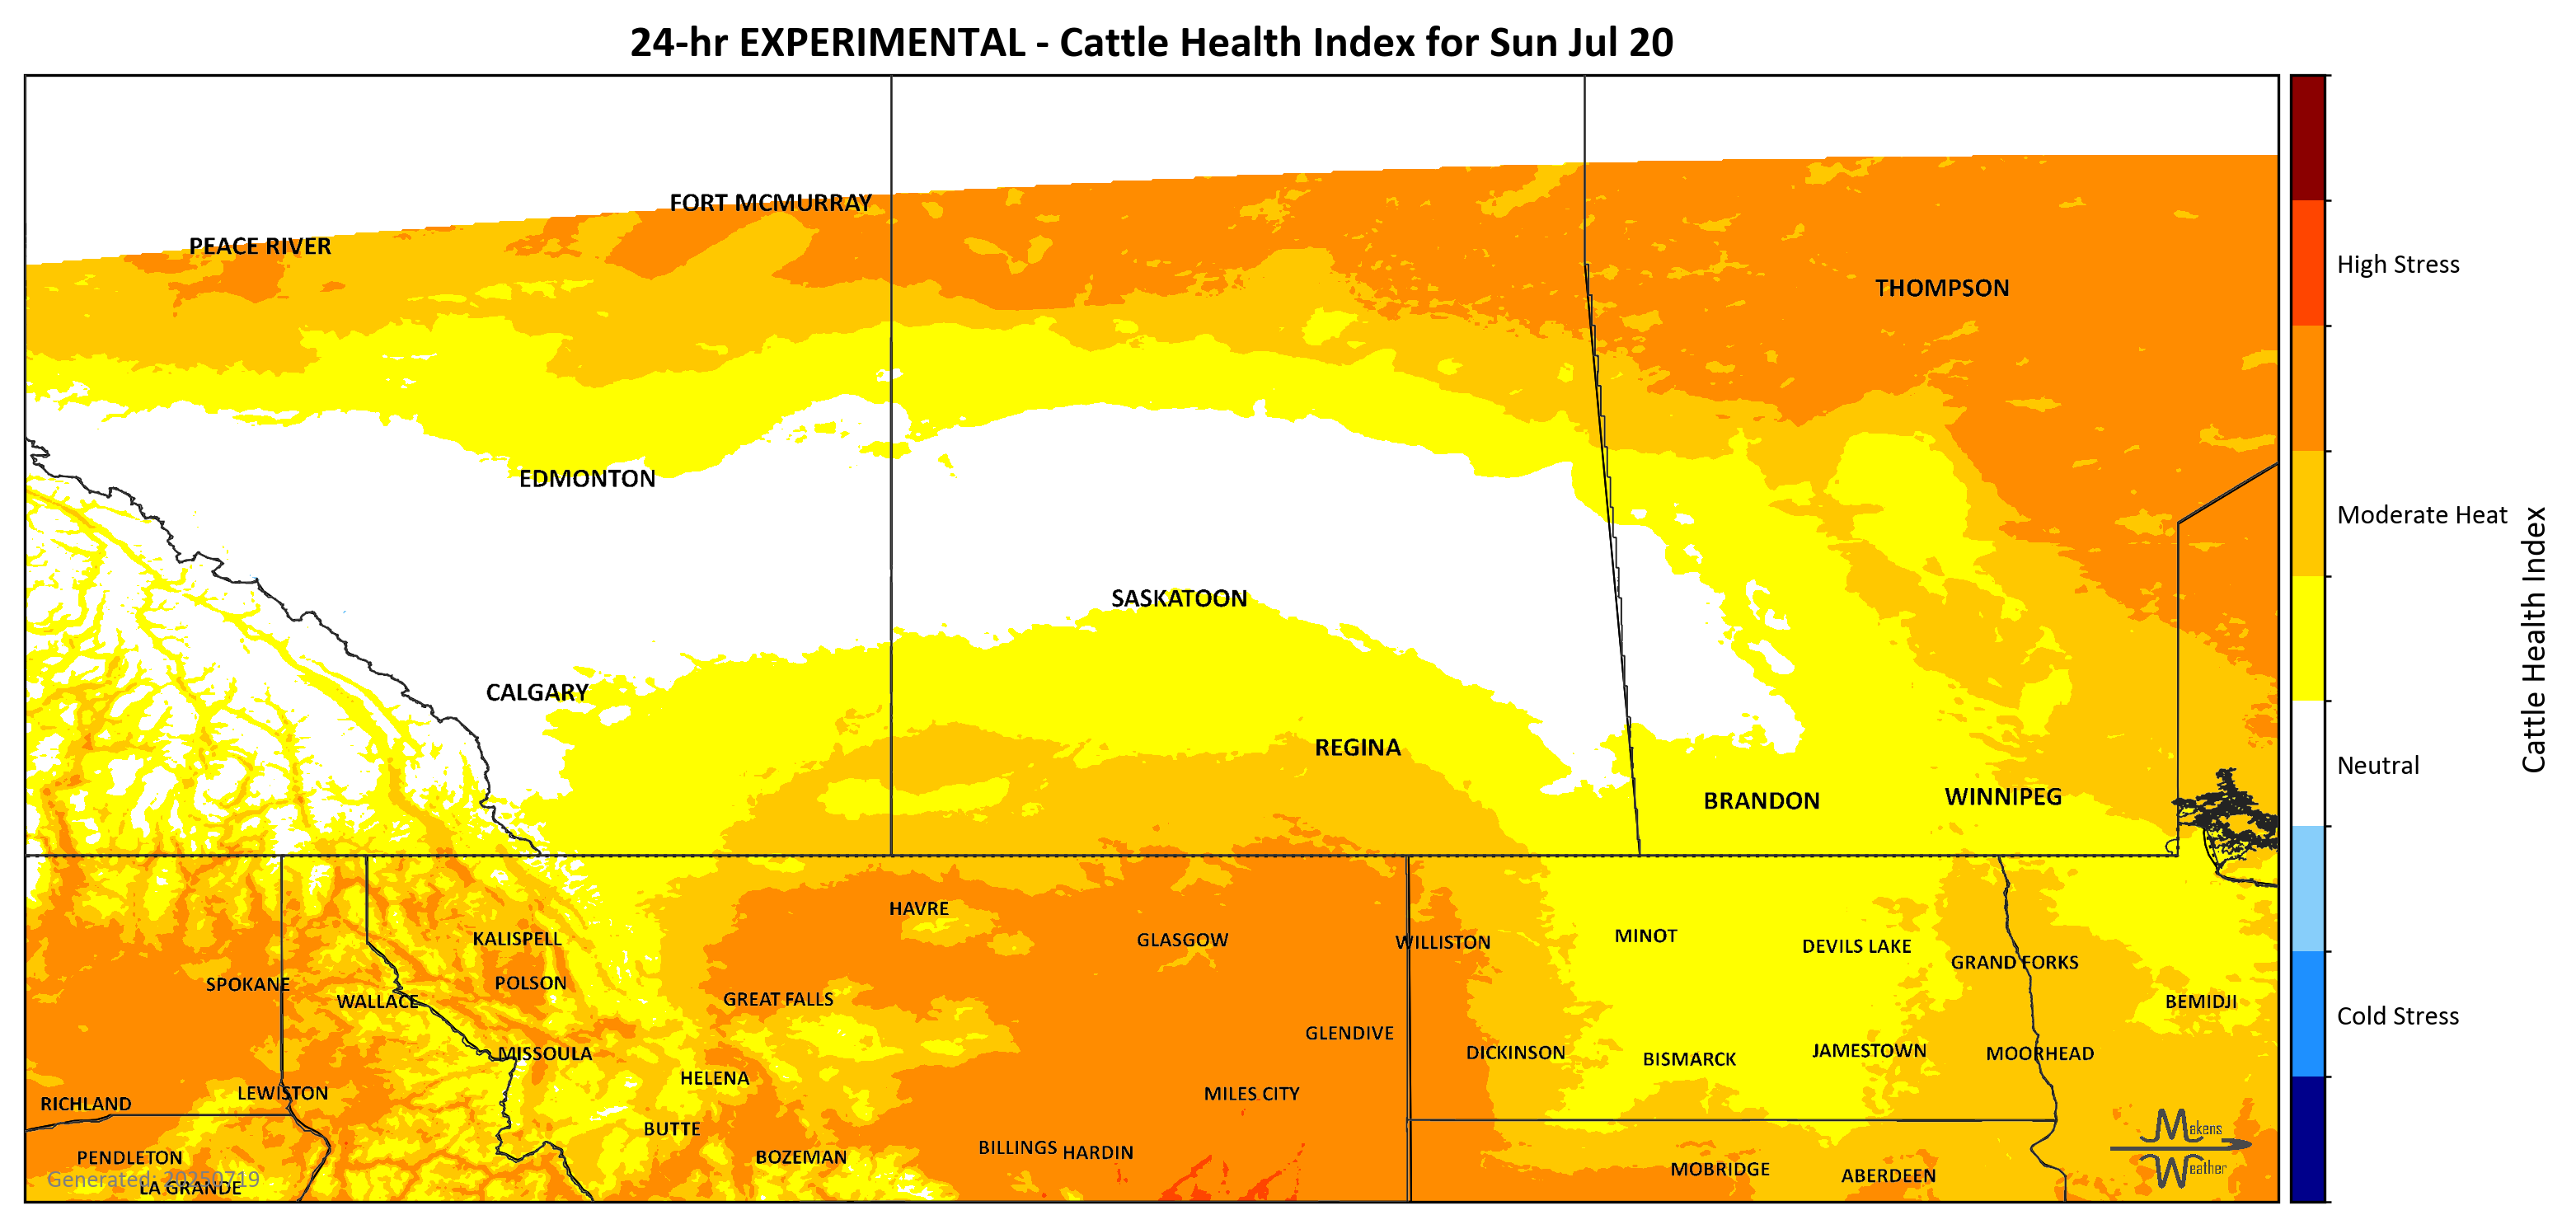 24-hr EXPERIMENTAL - Cattle Health Index for Sun Jul 20
FORT MCMURRAY
PEACE RIVER
THOMPSON
EDMONTON
SASKATOON
CALGARY
REGINA
BRANDON
WINNIPEG
HAVRE
KALISPELL
GLASGOW
WILLISTON
MINOT
DEVILS LAKE
GRAND FORKS
SPOKANE
POLSON
WALLACE
GREAT FALLS
BEMIDJI
GLENDIVE
MISSOULA
DICKINSON
BISMARCK
JAMESTOWN
MOORHEAD
HELENA
LEWISTON
MILES CITY
RICHLAND
BUTTE
BILLINGS
HARDIN
PENDLETON
BOZEMAN
MOBRIDGE
ABERDEEN
Generated: 20250719
LA GRANDE
Makens
Weather
High Stress
Moderate Heat
Neutral
Cold Stress
Cattle Health Index